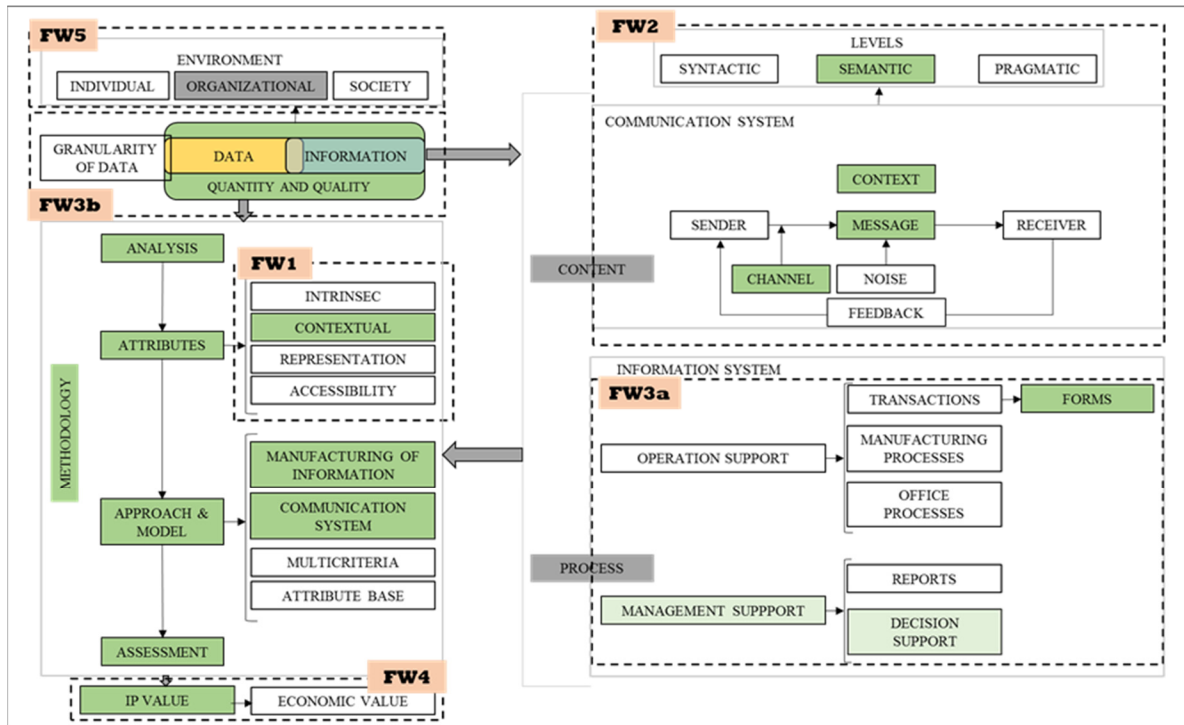 FW5
ENVIRONMENT
INDIVIDUAL
ORGANIZATIONAL
SOCIETY
GRANULARITY
OF DATA
DATA
INFORMATION
QUANTITY AND QUALITY
FW3b
METHODOLOGY
ANALYSIS
ATTRIBUTES
FW1
INTRINSEC
CONTEXTUAL
REPRESENTATION
ACCESSIBILITY
APPROACH &
MODEL
MANUFACTURING OF
INFORMATION
COMMUNICATION
SYSTEM
MULTICRITERIA
ATTRIBUTE BASE
ASSESSMENT
FW4
IP VALUE
ECONOMIC VALUE
CONTENT
PROCESS
FW2
LEVELS
SYNTACTIC
SEMANTIC
PRAGMATIC
COMMUNICATION SYSTEM
CONTEXT
SENDER
MESSAGE
RECEIVER
CHANNEL
NOISE
FEEDBACK
INFORMATION SYSTEM
FW3a
OPERATION SUPPORT
TRANSACTIONS
FORMS
MANUFACTURING
PROCESSES
OFFICE
PROCESSES
MANAGEMENT SUPPPORT
REPORTS
DECISION
SUPPORT